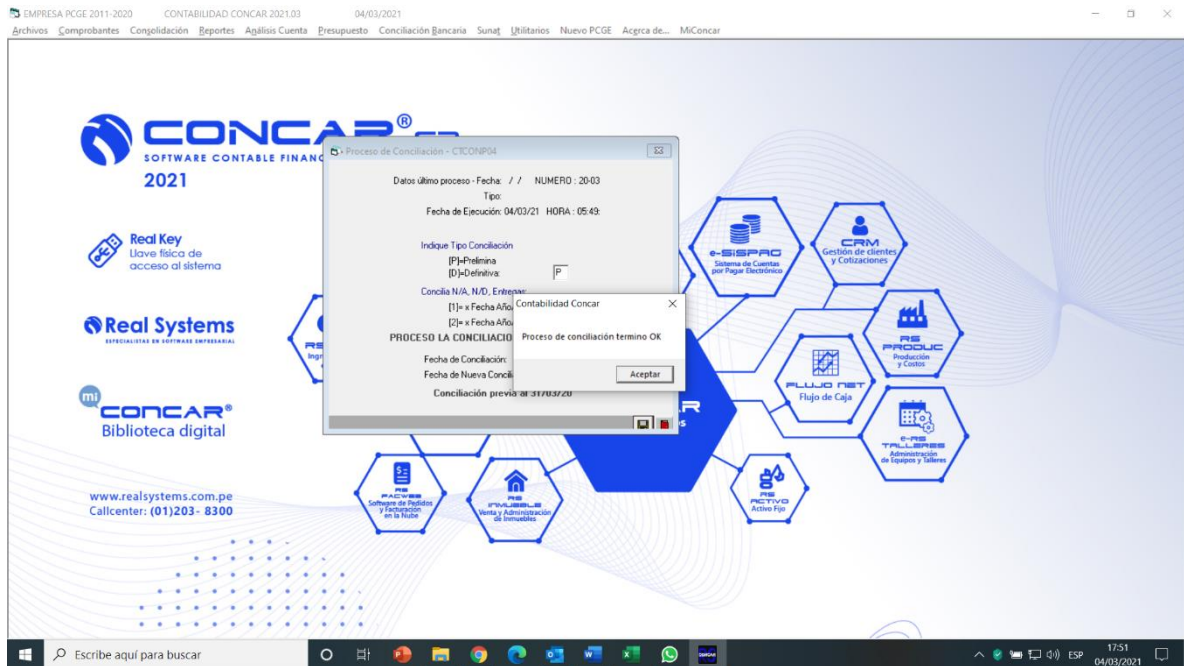 EMPRESA PCGE 2011-2020 CONTABILIDAD CONCAR 2021.03 04/03/2021
Archivos Comprobantes Consolidación Reportes Análisis Cuenta Presupuesto Conciliación Bancaria Sunat Utilitarios Nuevo PCGE Acerca de... MiConcar
CONCAR®
SOFTWARE CONTABLE FINANC
2021
Real Key
Llave física de
acceso al sistema
Real Systems
ESPECIALISTAS EN SOFTWARE EMPRESARIAL
mi
CONCAR®
Biblioteca digital
www.realsystems.com.pe
Callcenter: (01)203- 8300
Proceso de Conciliación - CTCONP04
Datos último proceso - Fecha: / / NUMERO : 20-03
Tipo:
Fecha de Ejecución: 04/03/21 HORA : 05:49:
Indique Tipo Conciliación
[P]=Prelimina
[D]=Definitiva: P
Concilia N/A, N/D, Entregas:
[1]= x Fecha Año/
[2]= x Fecha Año/
PROCESO LA CONCILIACIO
Fecha de Conciliación:
Fecha de Nueva Concili
Conciliación previa al 31/03/20
Contabilidad Concar
Proceso de conciliación termino OK
Aceptar
e-SISPAG
Sistema de Cuentas
por Pagar Electrónico
CRM
Gestión de clientes
y Cotizaciones
RS
PRODUC
Producción
y Costos
FLUJO NET
Flujo de Caja
e-RS
TALLERES
Administración
de Equipos y Talleres
RS
ACTIVO
Activo Fijo
RS
INMUEBLE
Venta y Administración
de Inmuebles
RS
FACWEB
Software de Pedidos
y Facturación
en la Nube
Escribe aquí para buscar
ESP
17:51
04/03/2021